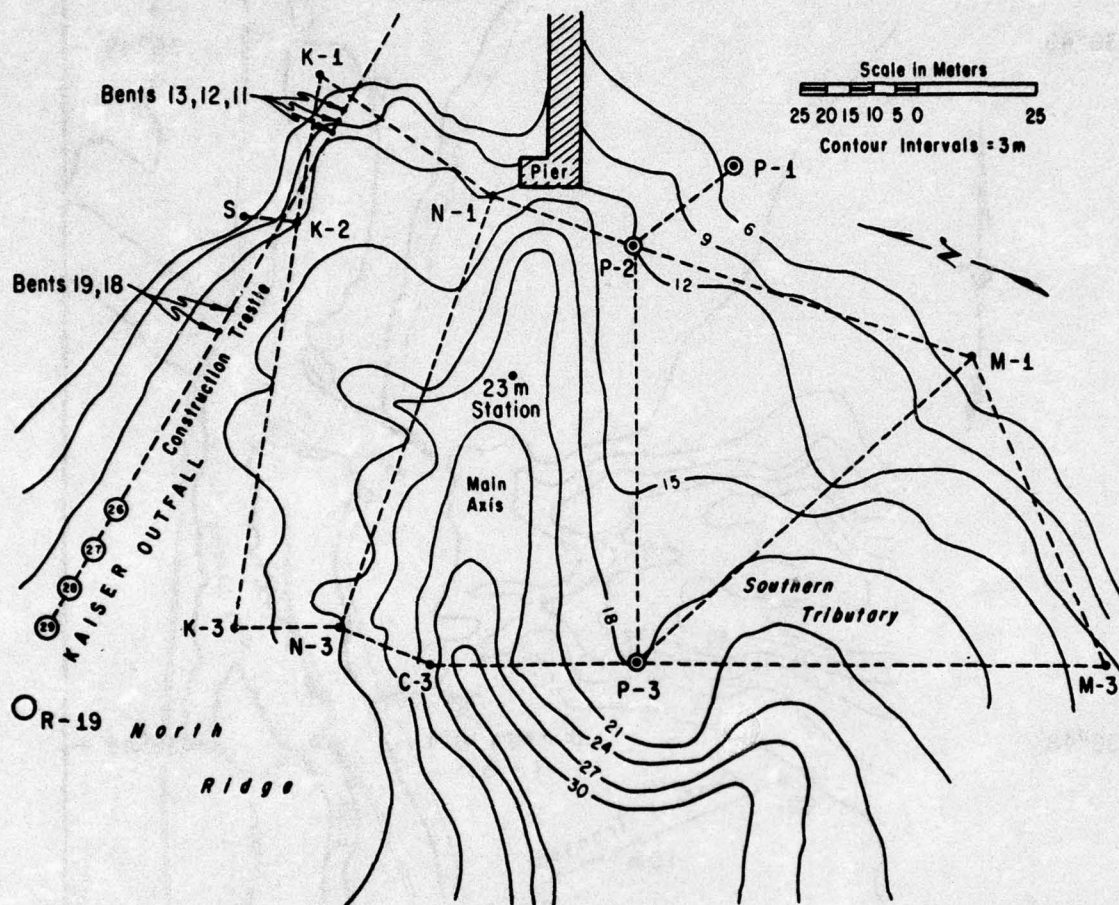 K-1
Bents 13,12,11
Scale in Meters
25 20 15 10 5 0 25
Contour Intervals = 3m
Pier
P-1
N-1
S
K-2
P-2
9
6
12
N
Bents 19,18
M-1
23m
Station
Construction Trestle
15
Main
Axis
26
27
28
29
KAISER OUTFALL
Southern
Tributary
18
K-3
N-3
C-3
P-3
M-3
R-19
North
Ridge
21
24
27
30